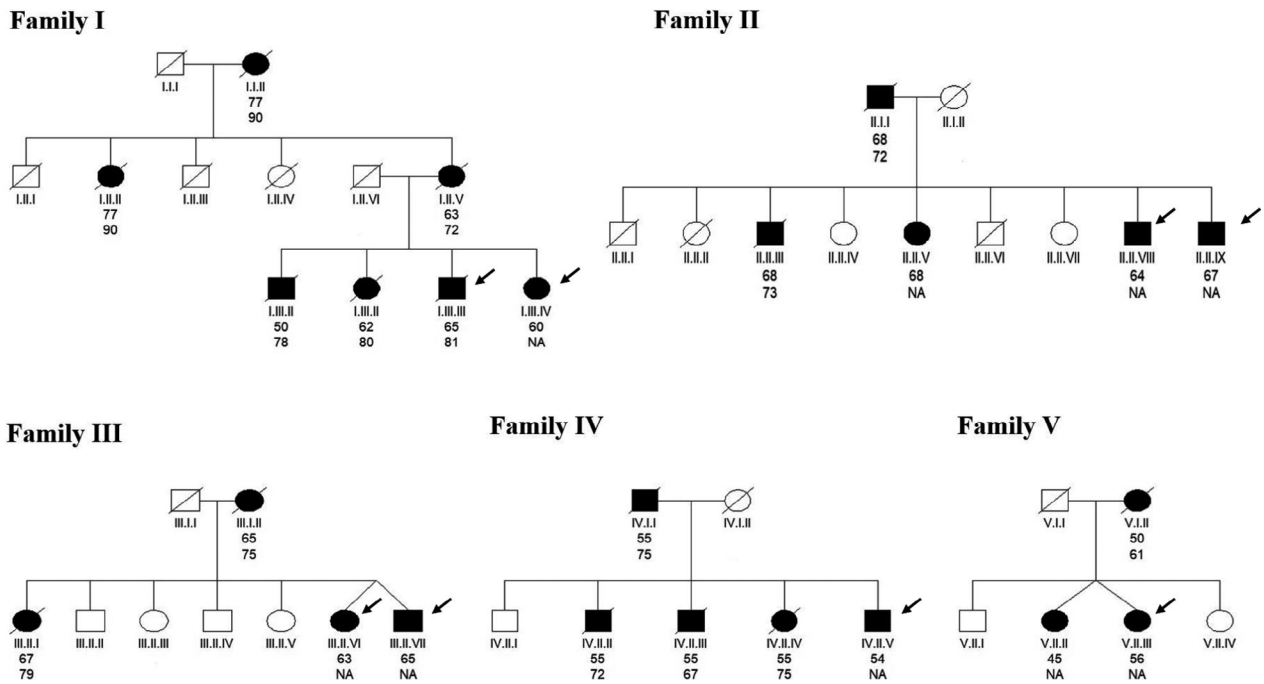 Family I
I.I.I
I.I.II
77
90
I.II.I
I.II.II
77
90
I.II.III
I.II.IV
I.II.VI
I.II.V
63
72
I.III.II
50
78
I.III.II
62
80
I.III.III
65
81
I.III.IV
60
NA
Family II
II.I.I
68
72
II.I.II
II.II.I
II.II.II
II.II.III
68
73
II.II.IV
II.II.V
68
NA
II.II.VI
II.II.VII
II.II.VIII
64
NA
II.II.IX
67
NA
Family III
III.I.I
III.I.II
65
75
III.II.I
67
79
III.II.II
III.II.III
III.II.IV
III.II.V
III.II.VI
63
NA
III.II.VII
65
NA
Family IV
IV.I.I
55
75
IV.I.II
IV.II.I
IV.II.II
55
72
IV.II.III
55
67
IV.II.IV
55
75
IV.II.V
54
NA
Family V
V.I.I
V.I.II
50
61
V.II.I
V.II.II
45
NA
V.II.III
56
NA
V.II.IV